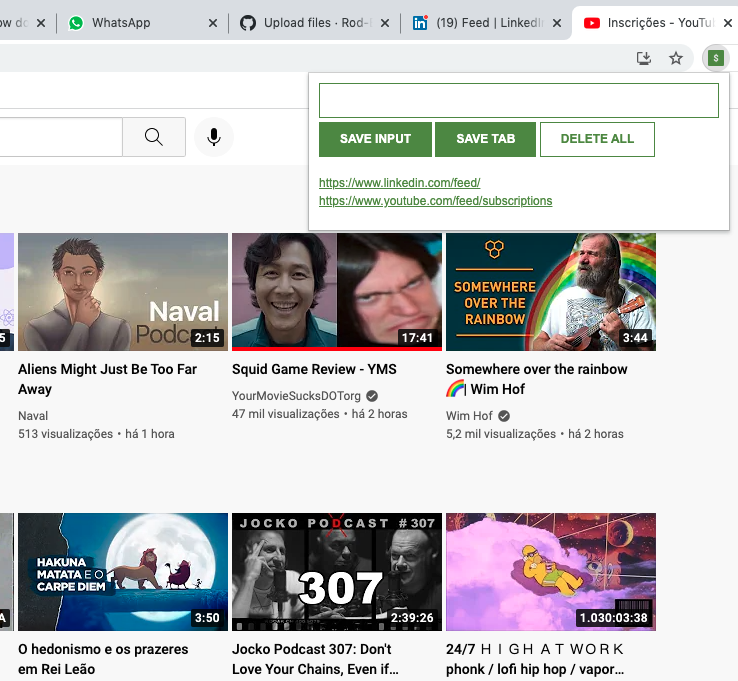 WhatsApp
Upload files · Rod-
(19) Feed | LinkedIn
Inscrições - YouTu
$
SAVE INPUT
SAVE TAB
DELETE ALL
https://www.linkedin.com/feed/
https://www.youtube.com/feed/subscriptions
Naval
Podcast
2:15
17:41
SOMEWHERE
OVER THE
RAINBOW
3:44
Aliens Might Just Be Too Far
Away
Naval
513 visualizações • há 1 hora
Squid Game Review - YMS
YourMovieSucksDOTorg
47 mil visualizações • há 2 horas
Somewhere over the rainbow
🌈| Wim Hof
Wim Hof
5,2 mil visualizações • há 2 horas
HAKUNA
MATATA E O
CARPE DIEM
3:50
JOCKO PODCAST #307
307
2:39:26
1.030:03:38
O hedonismo e os prazeres
em Rei Leão
Jocko Podcast 307: Don't
Love Your Chains, Even if...
24/7 ＨＩＧＨ ＡＴ ＷＯＲＫ
phonk / lofi hip hop / vapor...